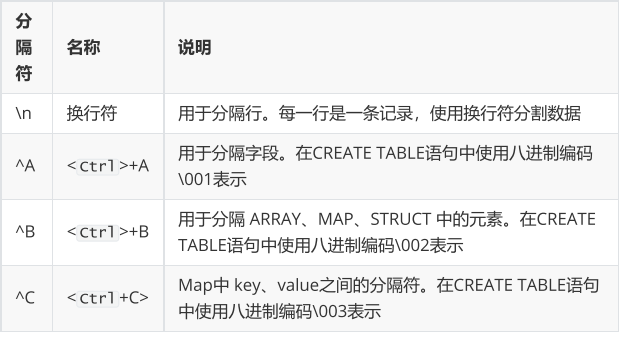 分
隔
符
名称
说明
\n
换行符
用于分隔行。每一行是一条记录，使用换行符分割数据
^A
<Ctrl>+A
用于分隔字段。在CREATE TABLE语句中使用八进制编码
\001表示
^B
<Ctrl>+B
用于分隔 ARRAY、MAP、STRUCT 中的元素。在CREATE
TABLE语句中使用八进制编码\002表示
^C
<Ctrl+C>
Map中 key、value之间的分隔符。在CREATE TABLE语句
中使用八进制编码\003表示